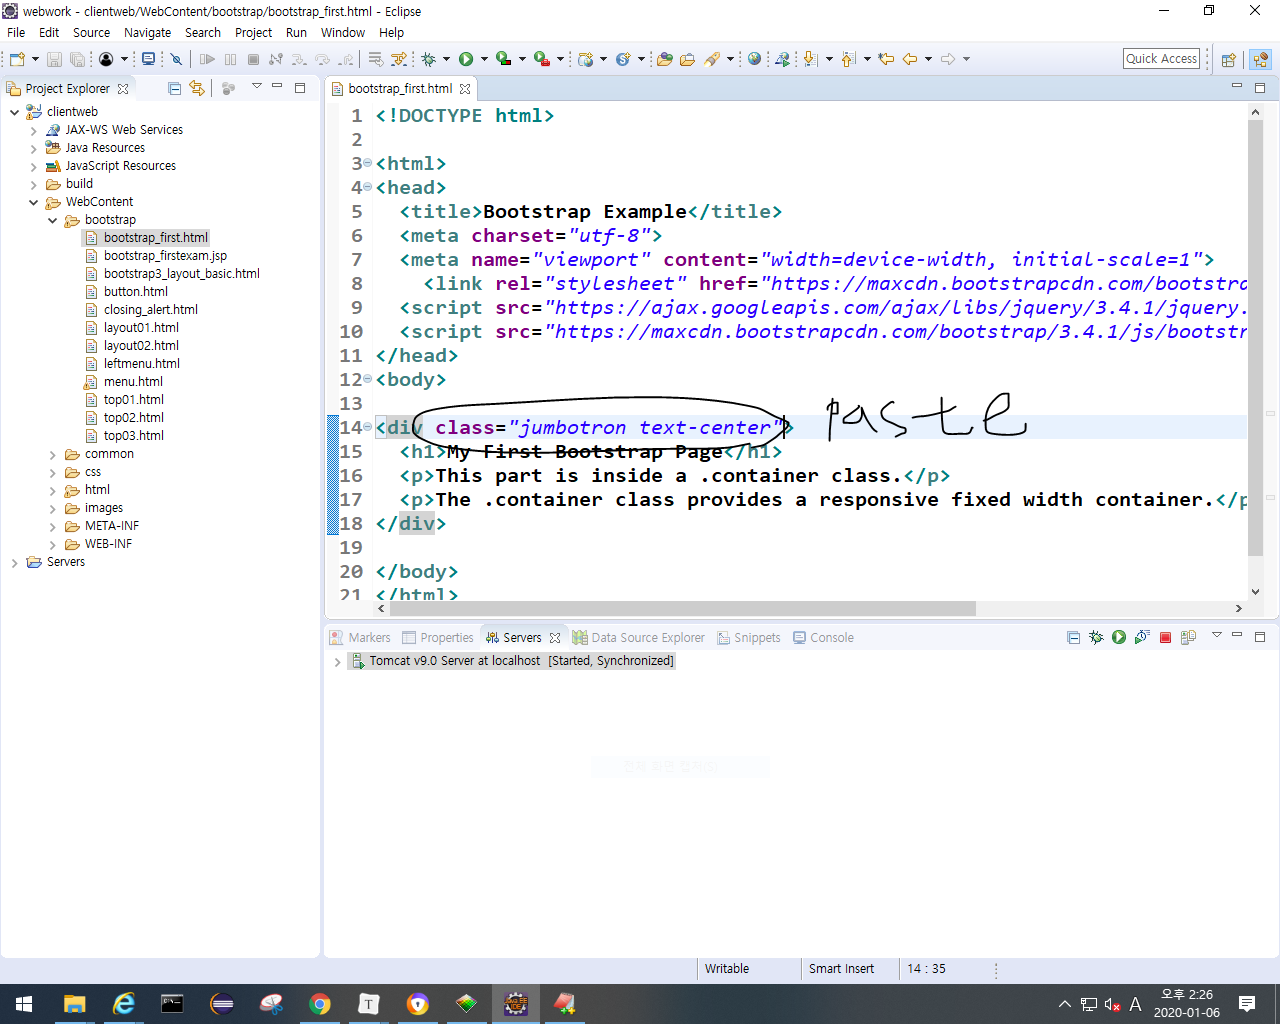 webwork - clientweb/WebContent/bootstrap/bootstrap_first.html - Eclipse
File Edit Source Navigate Search Project Run Window Help
Quick Access
Project Explorer
clientweb
JAX-WS Web Services
Java Resources
JavaScript Resources
build
WebContent
bootstrap
bootstrap_first.html
bootstrap_firstexam.jsp
bootstrap3_layout_basic.html
button.html
closing_alert.html
layout01.html
layout02.html
leftmenu.html
menu.html
top01.html
top02.html
top03.html
common
css
html
images
META-INF
WEB-INF
Servers
bootstrap_first.html
1 <!DOCTYPE html>
2
3 <html>
4 <head>
5 <title>Bootstrap Example</title>
6 <meta charset="utf-8">
7 <meta name="viewport" content="width=device-width, initial-scale=1">
8 <link rel="stylesheet" href="https://maxcdn.bootstrapcdn.com/bootstra
9 <script src="https://ajax.googleapis.com/ajax/libs/jquery/3.4.1/jquery.
10 <script src="https://maxcdn.bootstrapcdn.com/bootstrap/3.4.1/js/bootstr
11 </head>
12 <body>
13
14 <div class="jumbotron text-center"> paste
15 <h1>My First Bootstrap Page</h1>
16 <p>This part is inside a .container class.</p>
17 <p>The .container class provides a responsive fixed width container.</p
18 </div>
19
20 </body>
21 </html>
Markers Properties Servers Data Source Explorer Snippets Console
Tomcat v9.0 Server at localhost [Started, Synchronized]
Writable Smart Insert 14 : 35
A 오후 2:26
2020-01-06